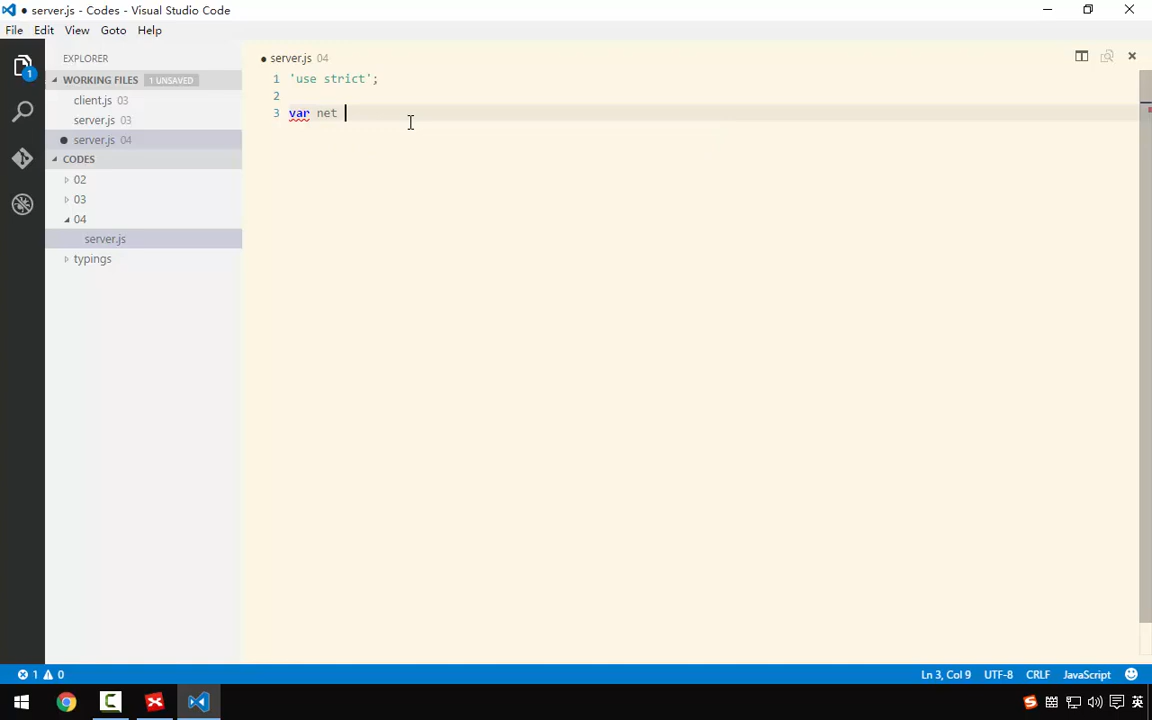 server.js - Codes - Visual Studio Code
File Edit View Goto Help
EXPLORER
WORKING FILES 1 UNSAVED
client.js 03
server.js 03
server.js 04
CODES
02
03
04
server.js
typings
1
server.js 04
1 'use strict';
2
3 var net
1 0
Ln 3, Col 9 UTF-8 CRLF JavaScript
英